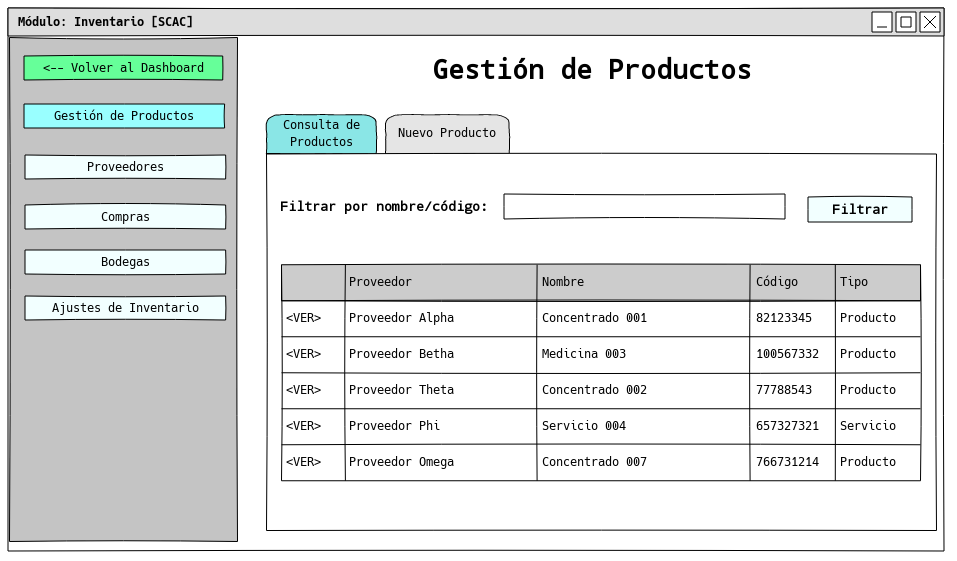 Módulo: Inventario [SCAC]
<-- Volver al Dashboard
Gestión de Productos
Proveedores
Compras
Bodegas
Ajustes de Inventario
Gestión de Productos
Consulta de
Productos
Nuevo Producto
Filtrar por nombre/código:
Filtrar
Proveedor Nombre Código Tipo
<VER> Proveedor Alpha Concentrado 001 82123345 Producto
<VER> Proveedor Betha Medicina 003 100567332 Producto
<VER> Proveedor Theta Concentrado 002 77788543 Producto
<VER> Proveedor Phi Servicio 004 657327321 Servicio
<VER> Proveedor Omega Concentrado 007 766731214 Producto